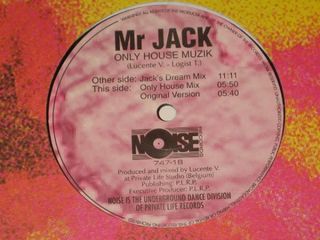 Mr JACK
ONLY HOUSE MUZIK
(Lucente V. - Logist T.)
Other side: Jack's Dream Mix 11:11
This side: Only House Mix 05:50
Original Version 05:40
NOISE
RECORDS
747-1B
Produced and mixed by Lucente V.
at Private Life Studio (Belgium)
Publishing: P.L.R.P.
Executive Producer: P.L.R.P.
NOISE IS THE UNDERGROUND DANCE DIVISION
OF PRIVATE LIFE RECORDS